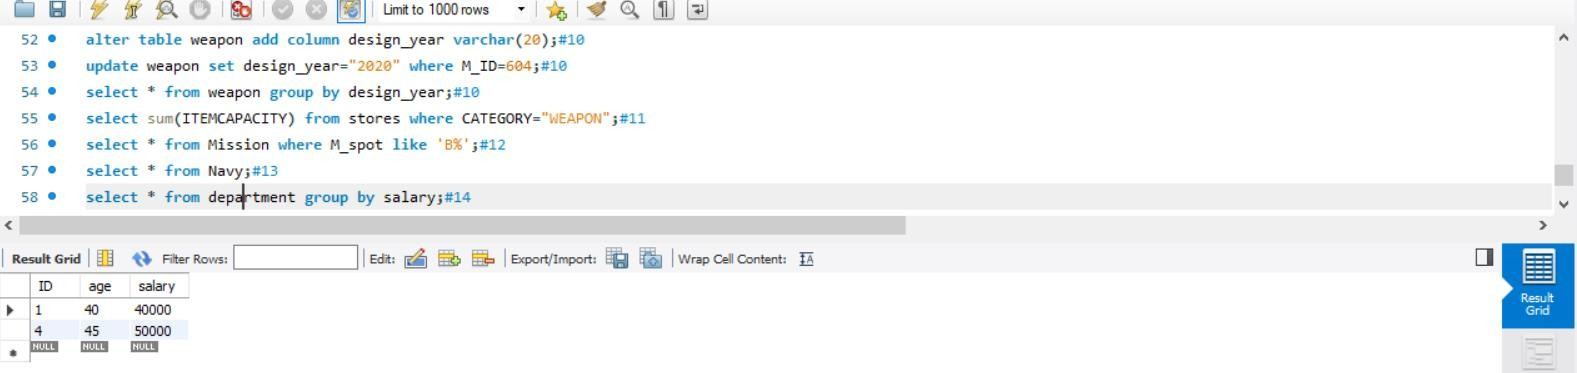 Limit to 1000 rows
52 alter table weapon add column design_year varchar(20);#10
53 update weapon set design_year="2020" where M_ID=604;#10
54 select * from weapon group by design_year;#10
55 select sum(ITEMCAPACITY) from stores where CATEGORY="WEAPON";#11
56 select * from Mission where M_spot like 'B%';#12
57 select * from Navy;#13
58 select * from department group by salary;#14
Result Grid Filter Rows: Edit: Export/Import: Wrap Cell Content: IA
ID age salary
1 40 40000
4 45 50000
NULL NULL NULL
Result
Grid